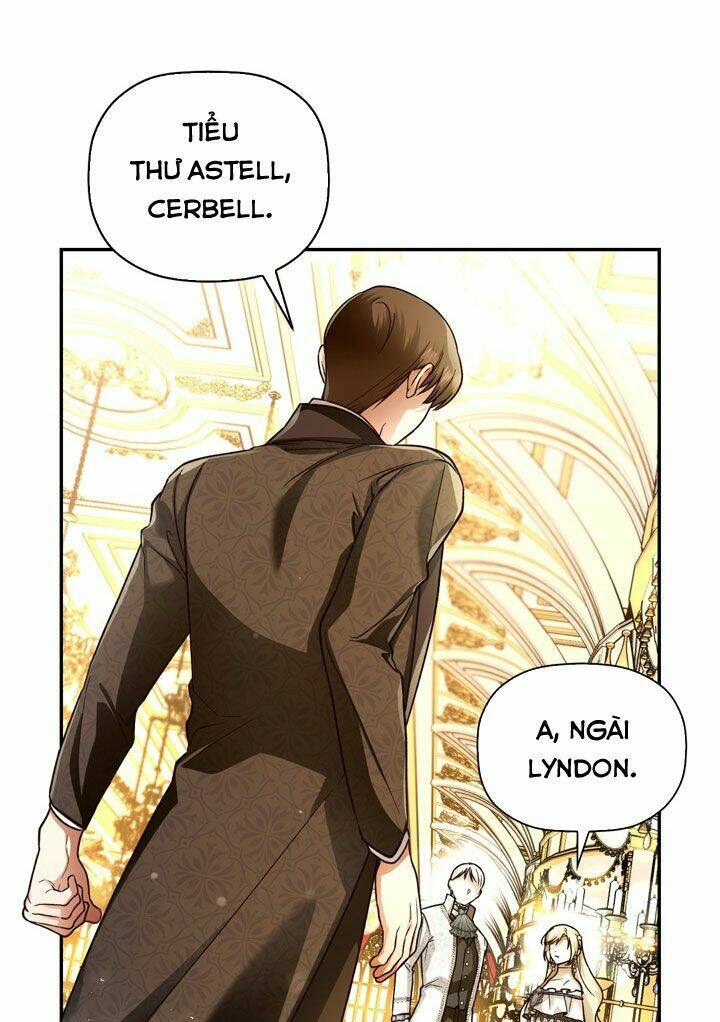 TIỂU
THƯ ASTELL,
CERBELL.
A, NGÀI
LYNDON.